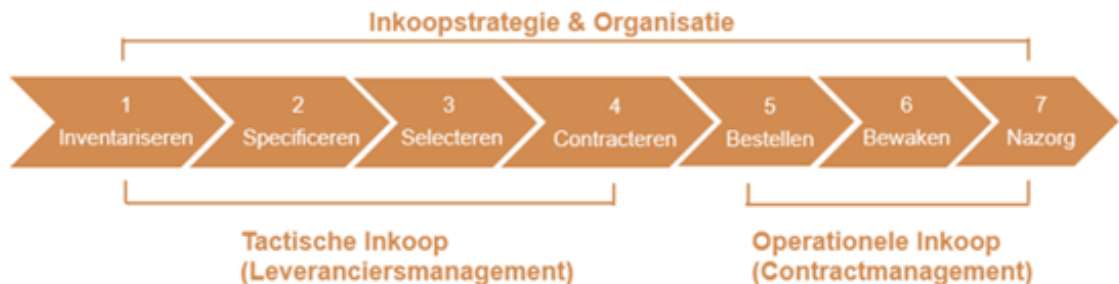 Inkoopstrategie & Organisatie
1
Inventariseren
2
Specificeren
3
Selecteren
4
Contracteren
5
Bestellen
6
Bewaken
7
Nazorg
Tactische Inkoop
(Leveranciersmanagement)
Operationele Inkoop
(Contractmanagement)